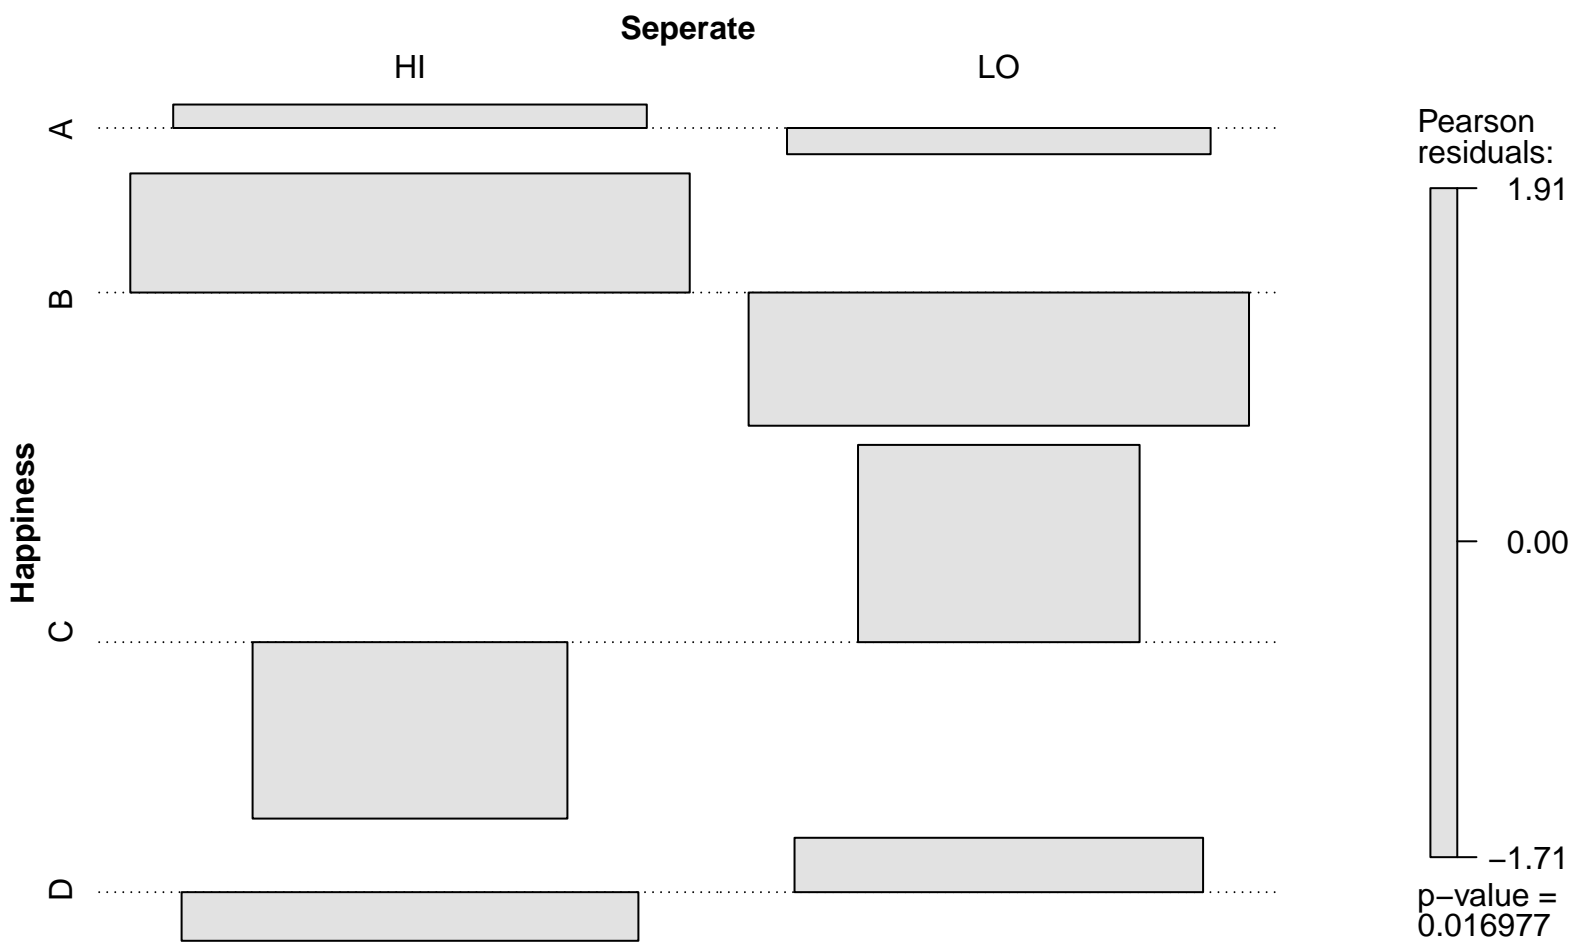 Seperate
HI
LO
A
B
C
D
Happiness
Pearson
residuals:
1.91
0.00
−1.71
p−value =
0.016977